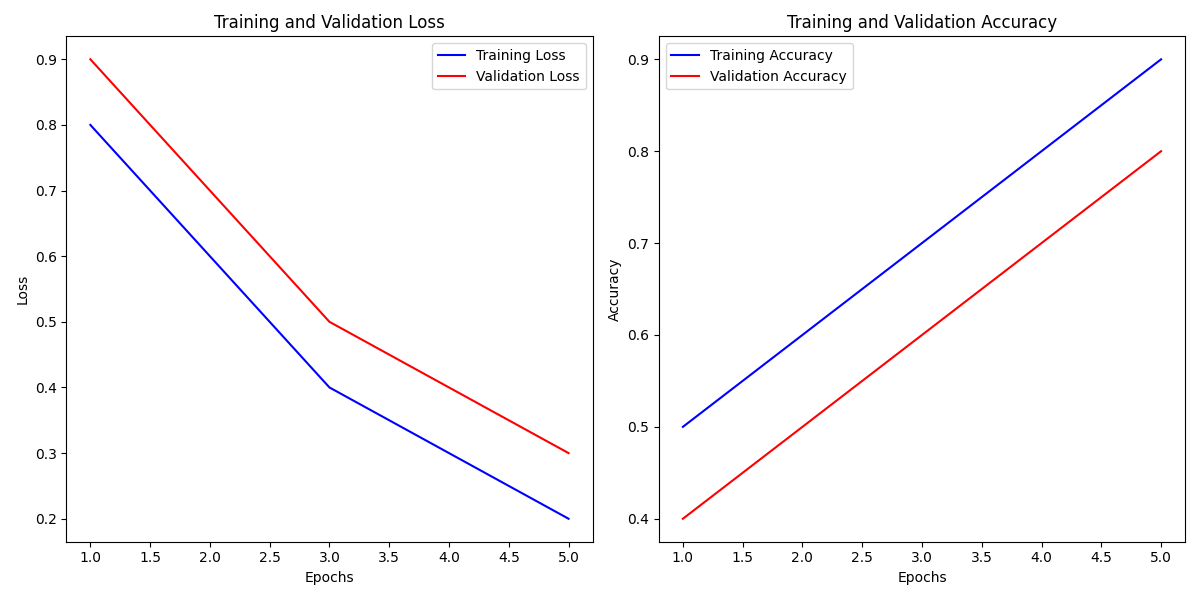 Training and Validation Loss
Training Loss
Validation Loss
0.9
0.8
0.7
0.6
0.5
0.4
0.3
0.2
Loss
1.0 1.5 2.0 2.5 3.0 3.5 4.0 4.5 5.0
Epochs
Training and Validation Accuracy
Training Accuracy
Validation Accuracy
0.9
0.8
0.7
0.6
0.5
0.4
Accuracy
1.0 1.5 2.0 2.5 3.0 3.5 4.0 4.5 5.0
Epochs